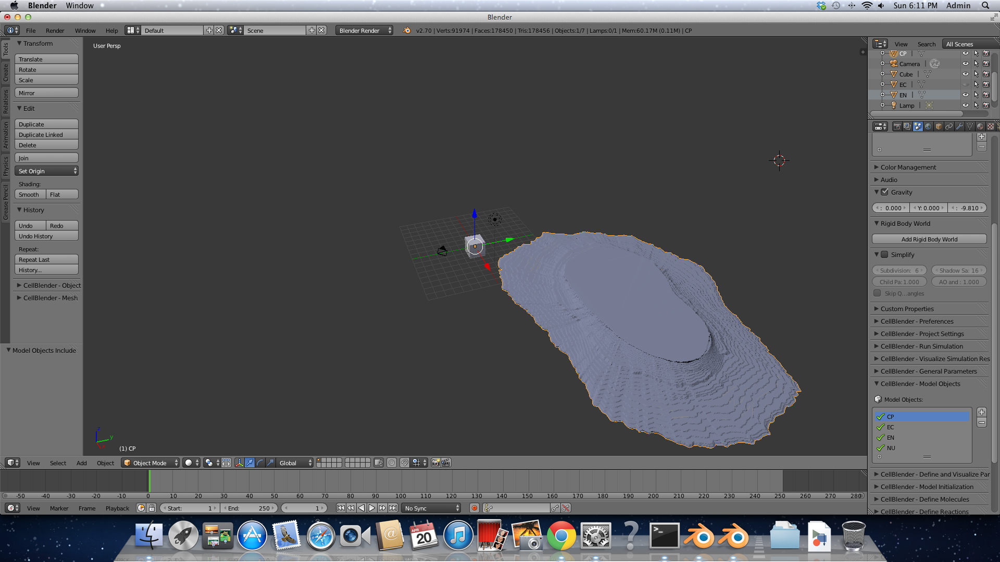 Blender Window Sun 6:11 PM Admin
Blender
File Render Window Help Default Scene Blender Render v2.70 | Verts:91974 | Faces:178450 | Tris:178456 | Objects:1/7 | Lamps:0/1 | Mem:60.17M (0.11M) | CP
Tools
Create
Relations
Animation
Physics
Grease Pencil
Transform
Translate
Rotate
Scale
Mirror
Edit
Duplicate
Duplicate Linked
Delete
Join
Set Origin
Shading:
Smooth Flat
History
Undo Redo
Undo History
Repeat:
Repeat Last
History...
CellBlender - Object
CellBlender - Mesh
Model Objects Include
User Persp
z
y
x
(1) CP
View Search All Scenes
CP
Camera
Cube
EC
EN
Lamp
Color Management
Audio
Gravity
: 0.000 Y: 0.000 : -9.810
Rigid Body World
Add Rigid Body World
Simplify
Subdivision: 6 Shadow Sa: 16
Child Pa: 1.000 AO and : 1.000
Skip Q...angles
Custom Properties
CellBlender - Preferences
CellBlender - Project Settings
CellBlender - Run Simulation
CellBlender - Visualize Simulation Res
CellBlender - General Parameters
CellBlender - Model Objects
Model Objects:
CP
EC
EN
NU
CellBlender - Define and Visualize Par
CellBlender - Model Initialization
CellBlender - Define Molecules
CellBlender - Define Reactions
View Select Add Object Object Mode Global
-50 -40 -30 -20 -10 0 10 20 30 40 50 60 70 80 90 100 110 120 130 140 150 160 170 180 190 200 210 220 230 240 250 260 270 280
View Marker Frame Playback Start: 1 End: 250 1 No Sync
APR
20